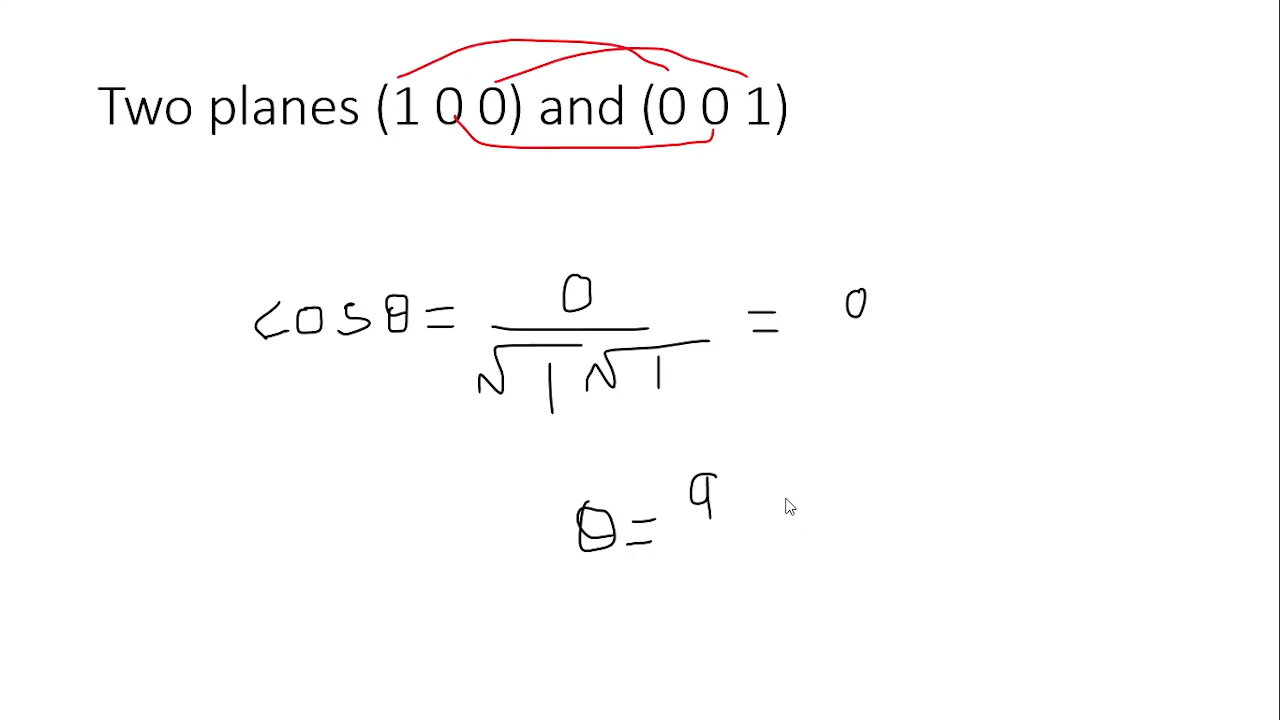 Two planes (1 0 0) and (0 0 1)
cosθ = 0 / √1 √1 = 0
θ = 9